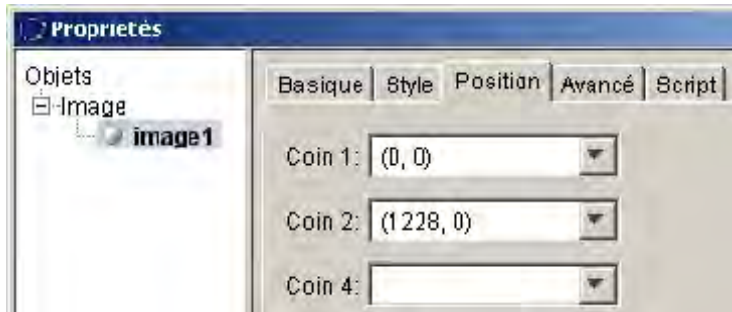 Propriétés
Objets
Image
image1
Basique Style Position Avancé Script
Coin 1: (0, 0)
Coin 2: (1228, 0)
Coin 4: